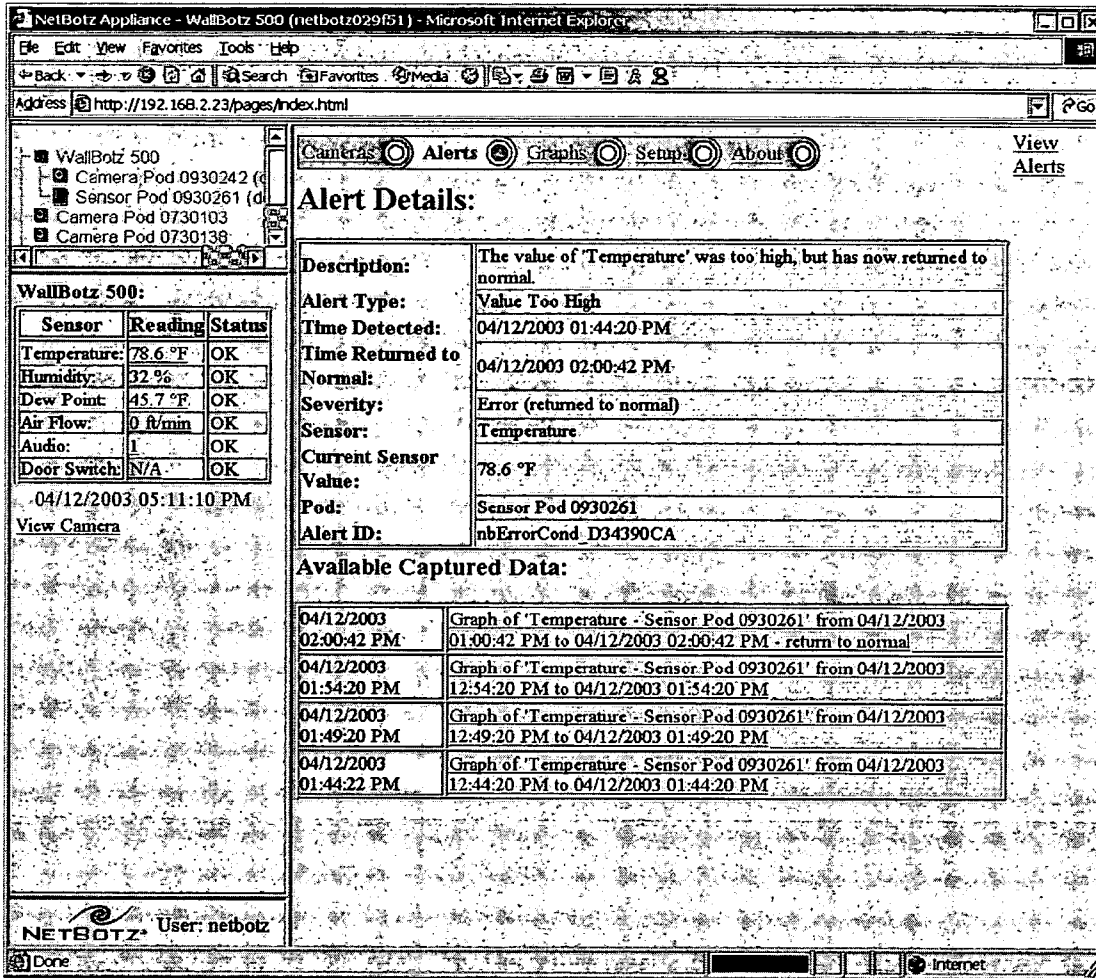 NetBotz Appliance - WallBotz 500 (netbotz029f51) - Microsoft Internet Explorer
File Edit View Favorites Tools Help
Back Search Favorites Media
Address http://192.168.2.23/pages/index.html Go
WallBotz 500
Camera Pod 0930242 (d
Sensor Pod 0930261 (d
Camera Pod 0730103
Camera Pod 0730138
WallBotz 500:
Sensor Reading Status
Temperature: 78.6 °F OK
Humidity: 32 % OK
Dew Point: 45.7 °F OK
Air Flow: 0 ft/min OK
Audio: 1 OK
Door Switch: N/A OK
04/12/2003 05:11:10 PM
View Camera
NETBOTZ User: netbotz
Cameras Alerts Graphs Setup About
View
Alerts
Alert Details:
Description: The value of 'Temperature' was too high, but has now returned to
normal.
Alert Type: Value Too High
Time Detected: 04/12/2003 01:44:20 PM
Time Returned to
Normal: 04/12/2003 02:00:42 PM
Severity: Error (returned to normal)
Sensor: Temperature
Current Sensor
Value: 78.6 °F
Pod: Sensor Pod 0930261
Alert ID: nbErrorCond_D34390CA
Available Captured Data:
04/12/2003 Graph of 'Temperature - Sensor Pod 0930261' from 04/12/2003
02:00:42 PM 01:00:42 PM to 04/12/2003 02:00:42 PM - return to normal
04/12/2003 Graph of 'Temperature - Sensor Pod 0930261' from 04/12/2003
01:54:20 PM 12:54:20 PM to 04/12/2003 01:54:20 PM
04/12/2003 Graph of 'Temperature - Sensor Pod 0930261' from 04/12/2003
01:49:20 PM 12:49:20 PM to 04/12/2003 01:49:20 PM
04/12/2003 Graph of 'Temperature - Sensor Pod 0930261' from 04/12/2003
01:44:22 PM 12:44:20 PM to 04/12/2003 01:44:20 PM
Done Internet